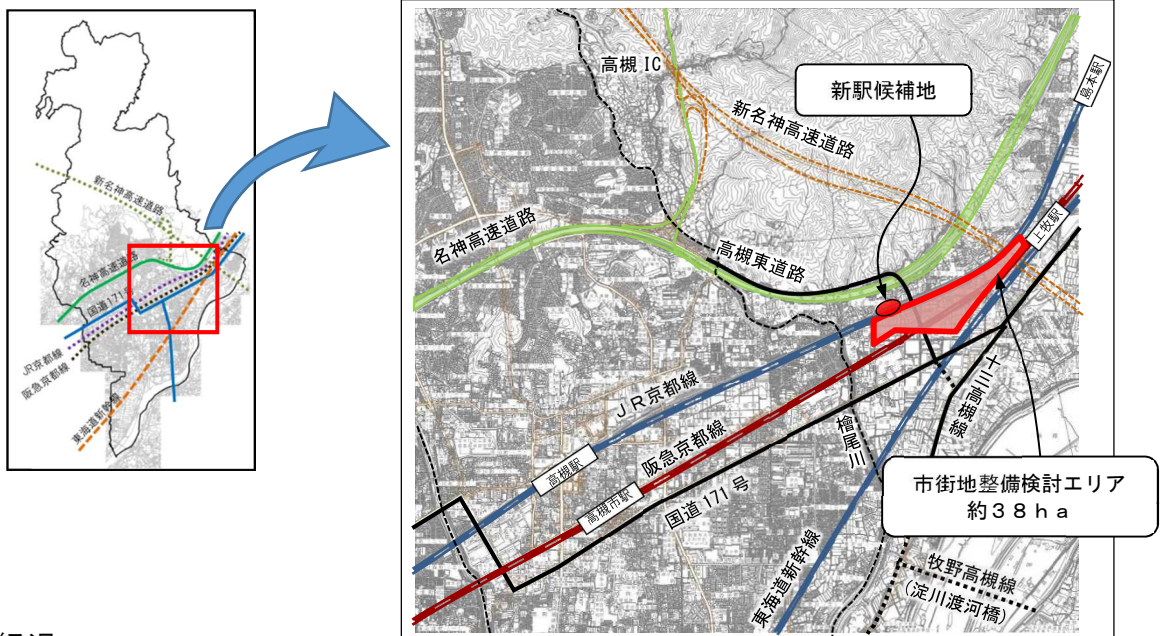 新名神高速道路
名神高速道路
国道171号
JR京都線
阪急京都線
東海道新幹線
高槻IC
新駅候補地
島本駅
新名神高速道路
名神高速道路
高槻東道路
上牧駅
JR京都線
阪急京都線
十三高槻線
檜尾川
高槻駅
高槻市駅
国道171号
市街地整備検討エリア
約38ha
東海道新幹線
牧野高槻線
(淀川渡河橋)